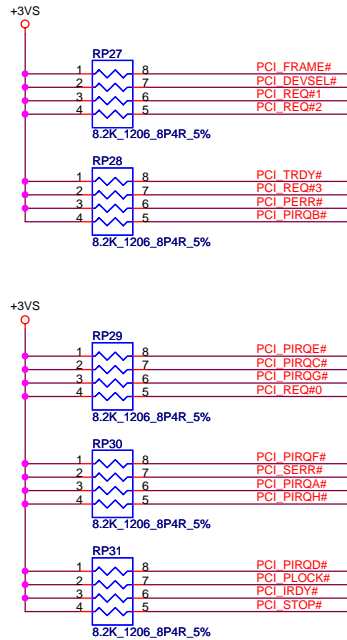 +3VS
RP27
1 8 PCI_FRAME#
2 7 PCI_DEVSEL#
3 6 PCI_REQ#1
4 5 PCI_REQ#2
8.2K_1206_8P4R_5%
RP28
1 8 PCI_TRDY#
2 7 PCI_REQ#3
3 6 PCI_PERR#
4 5 PCI_PIRQB#
8.2K_1206_8P4R_5%
+3VS
RP29
1 8 PCI_PIRQE#
2 7 PCI_PIRQC#
3 6 PCI_PIRQG#
4 5 PCI_REQ#0
8.2K_1206_8P4R_5%
RP30
1 8 PCI_PIRQF#
2 7 PCI_SERR#
3 6 PCI_PIRQA#
4 5 PCI_PIRQH#
8.2K_1206_8P4R_5%
RP31
1 8 PCI_PIRQD#
2 7 PCI_PLOCK#
3 6 PCI_IRDY#
4 5 PCI_STOP#
8.2K_1206_8P4R_5%